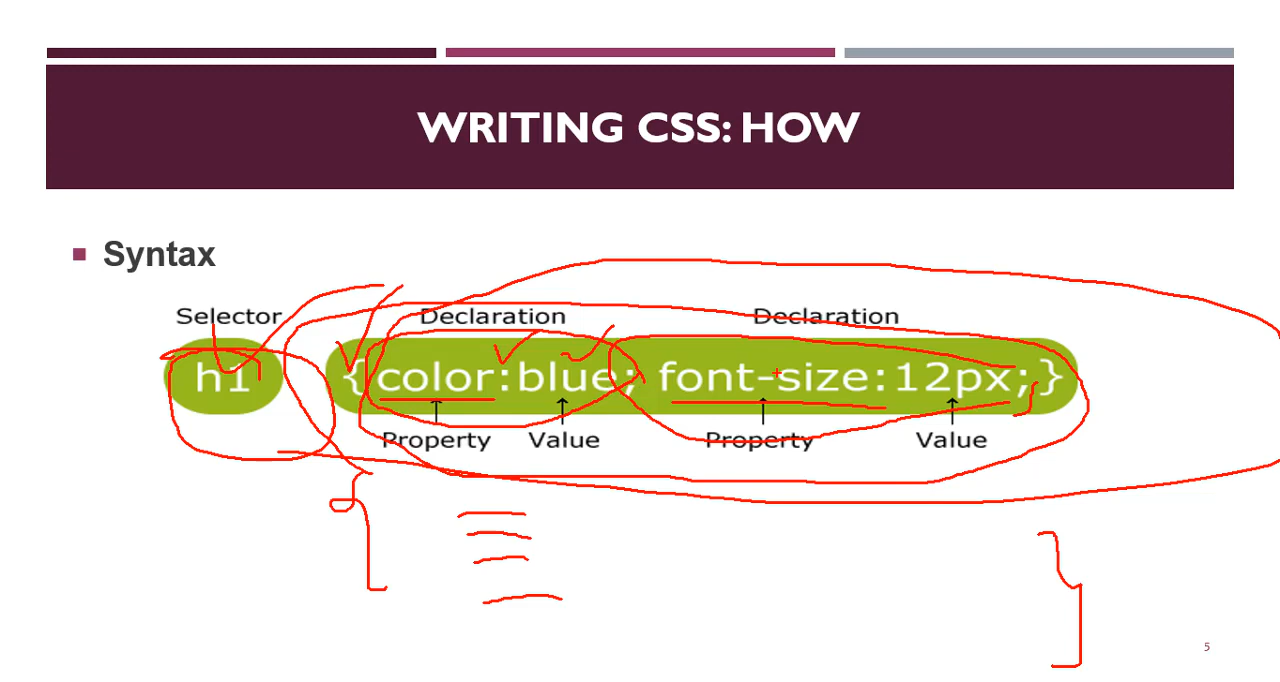 WRITING CSS: HOW
Syntax
Selector Declaration Declaration
h1 {color:blue; font-size:12px;}
Property Value Property Value
5